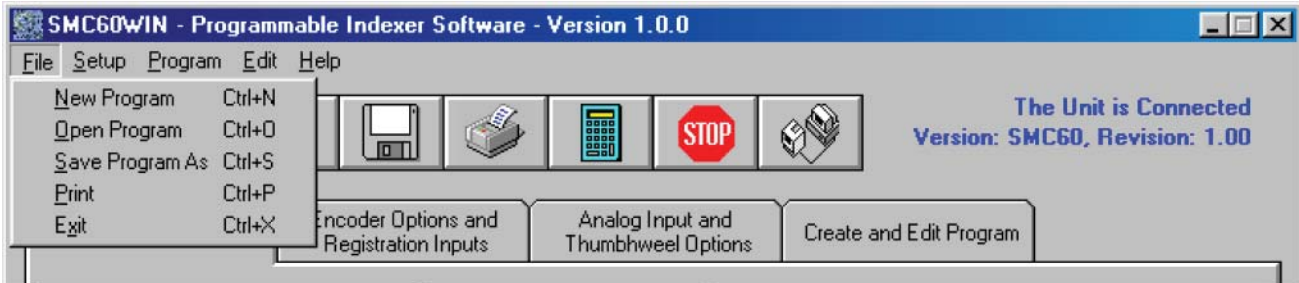 SMC60WIN - Programmable Indexer Software - Version 1.0.0
File Setup Program Edit Help
New Program Ctrl+N
Open Program Ctrl+O
Save Program As Ctrl+S
Print Ctrl+P
Exit Ctrl+X
STOP
The Unit is Connected
Version: SMC60, Revision: 1.00
Encoder Options and
Registration Inputs
Analog Input and
Thumbhweel Options
Create and Edit Program